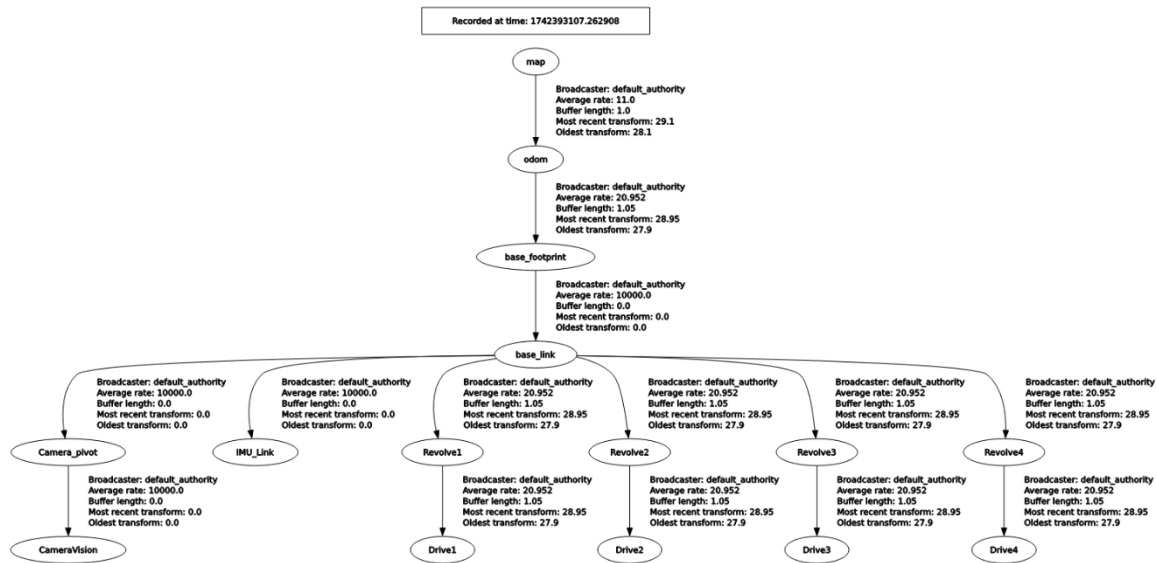 Recorded at time: 1742393107.262908
map
Broadcaster: default_authority
Average rate: 11.0
Buffer length: 1.0
Most recent transform: 29.1
Oldest transform: 28.1
odom
Broadcaster: default_authority
Average rate: 20.952
Buffer length: 1.05
Most recent transform: 28.95
Oldest transform: 27.9
base_footprint
Broadcaster: default_authority
Average rate: 10000.0
Buffer length: 0.0
Most recent transform: 0.0
Oldest transform: 0.0
base_link
Broadcaster: default_authority
Average rate: 10000.0
Buffer length: 0.0
Most recent transform: 0.0
Oldest transform: 0.0
Broadcaster: default_authority
Average rate: 10000.0
Buffer length: 0.0
Most recent transform: 0.0
Oldest transform: 0.0
Broadcaster: default_authority
Average rate: 20.952
Buffer length: 1.05
Most recent transform: 28.95
Oldest transform: 27.9
Broadcaster: default_authority
Average rate: 20.952
Buffer length: 1.05
Most recent transform: 28.95
Oldest transform: 27.9
Broadcaster: default_authority
Average rate: 20.952
Buffer length: 1.05
Most recent transform: 28.95
Oldest transform: 27.9
Broadcaster: default_authority
Average rate: 20.952
Buffer length: 1.05
Most recent transform: 28.95
Oldest transform: 27.9
Camera_pivot
IMU_Link
Revolve1
Revolve2
Revolve3
Revolve4
Broadcaster: default_authority
Average rate: 10000.0
Buffer length: 0.0
Most recent transform: 0.0
Oldest transform: 0.0
Broadcaster: default_authority
Average rate: 20.952
Buffer length: 1.05
Most recent transform: 28.95
Oldest transform: 27.9
Broadcaster: default_authority
Average rate: 20.952
Buffer length: 1.05
Most recent transform: 28.95
Oldest transform: 27.9
Broadcaster: default_authority
Average rate: 20.952
Buffer length: 1.05
Most recent transform: 28.95
Oldest transform: 27.9
Broadcaster: default_authority
Average rate: 20.952
Buffer length: 1.05
Most recent transform: 28.95
Oldest transform: 27.9
CameraVision
Drive1
Drive2
Drive3
Drive4